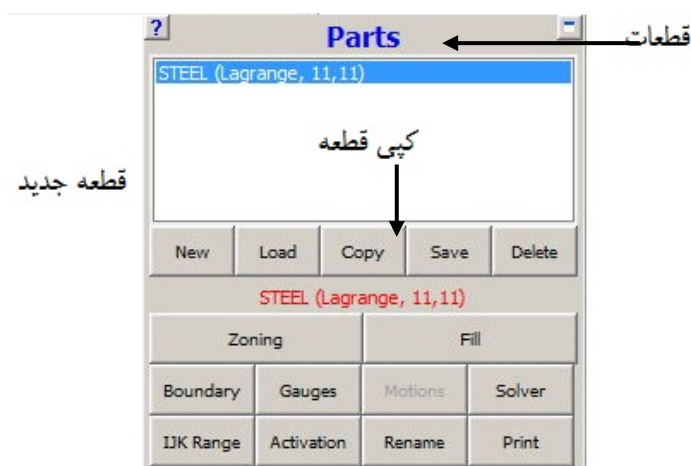 ?
Parts
قطعات
STEEL (Lagrange, 11,11)
کپی قطعه
قطعه جدید
New Load Copy Save Delete
STEEL (Lagrange, 11,11)
Zoning Fill
Boundary Gauges Motions Solver
IJK Range Activation Rename Print